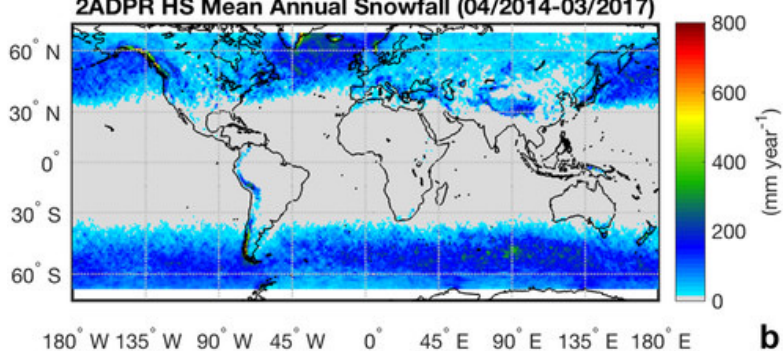 2ADPR HS Mean Annual Snowfall (04/2014-03/2017)
60° N
30° N
0°
30° S
60° S
180° W 135° W 90° W 45° W 0° 45° E 90° E 135° E 180° E
800
600
400
200
0
(mm year⁻¹)
b